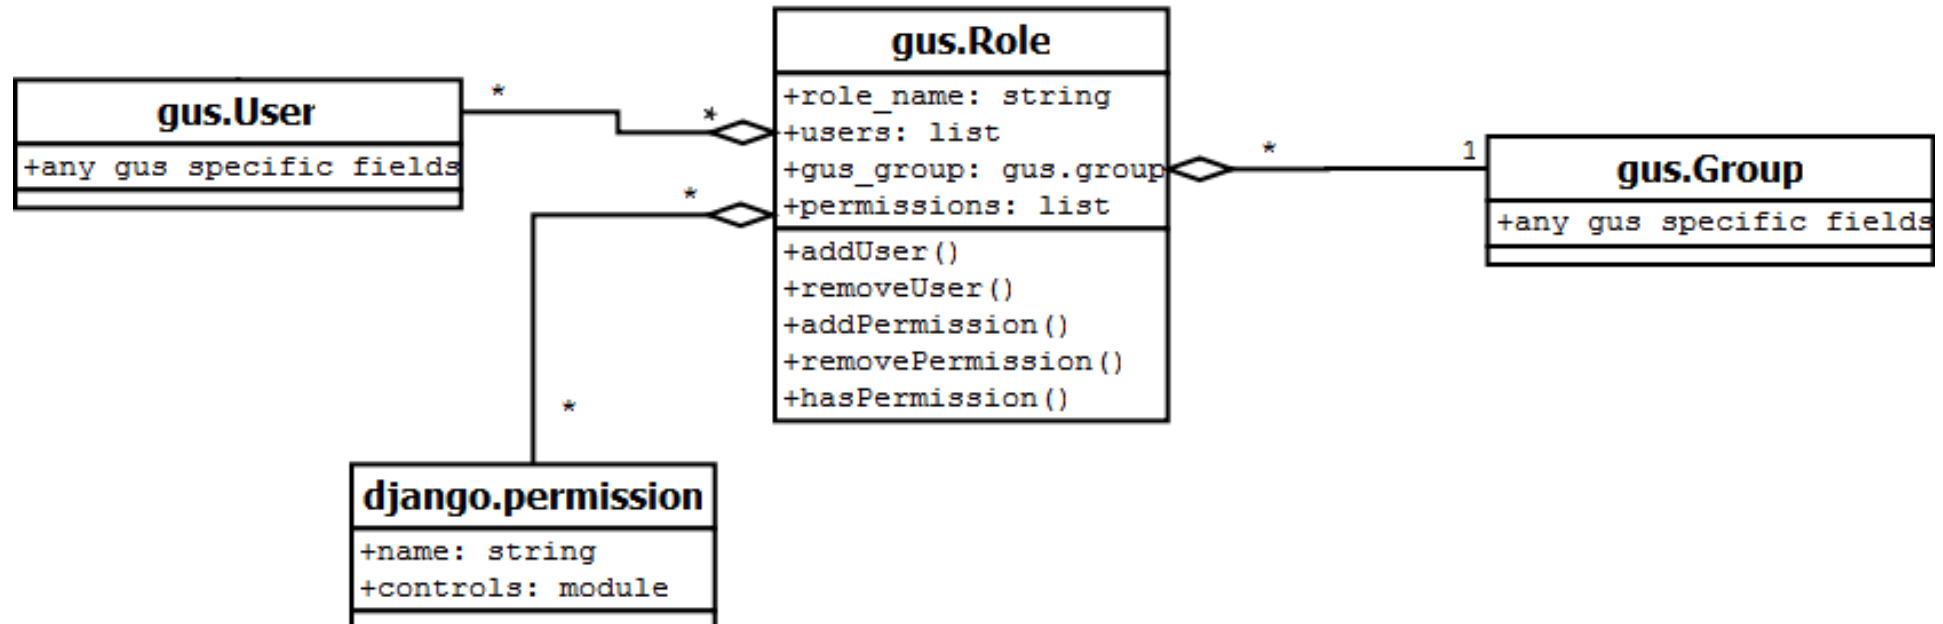 gus.User
+any gus specific fields
*
*
gus.Role
+role_name: string
+users: list
+gus_group: gus.group
+permissions: list
+addUser()
+removeUser()
+addPermission()
+removePermission()
+hasPermission()
*
1
gus.Group
+any gus specific fields
*
*
django.permission
+name: string
+controls: module